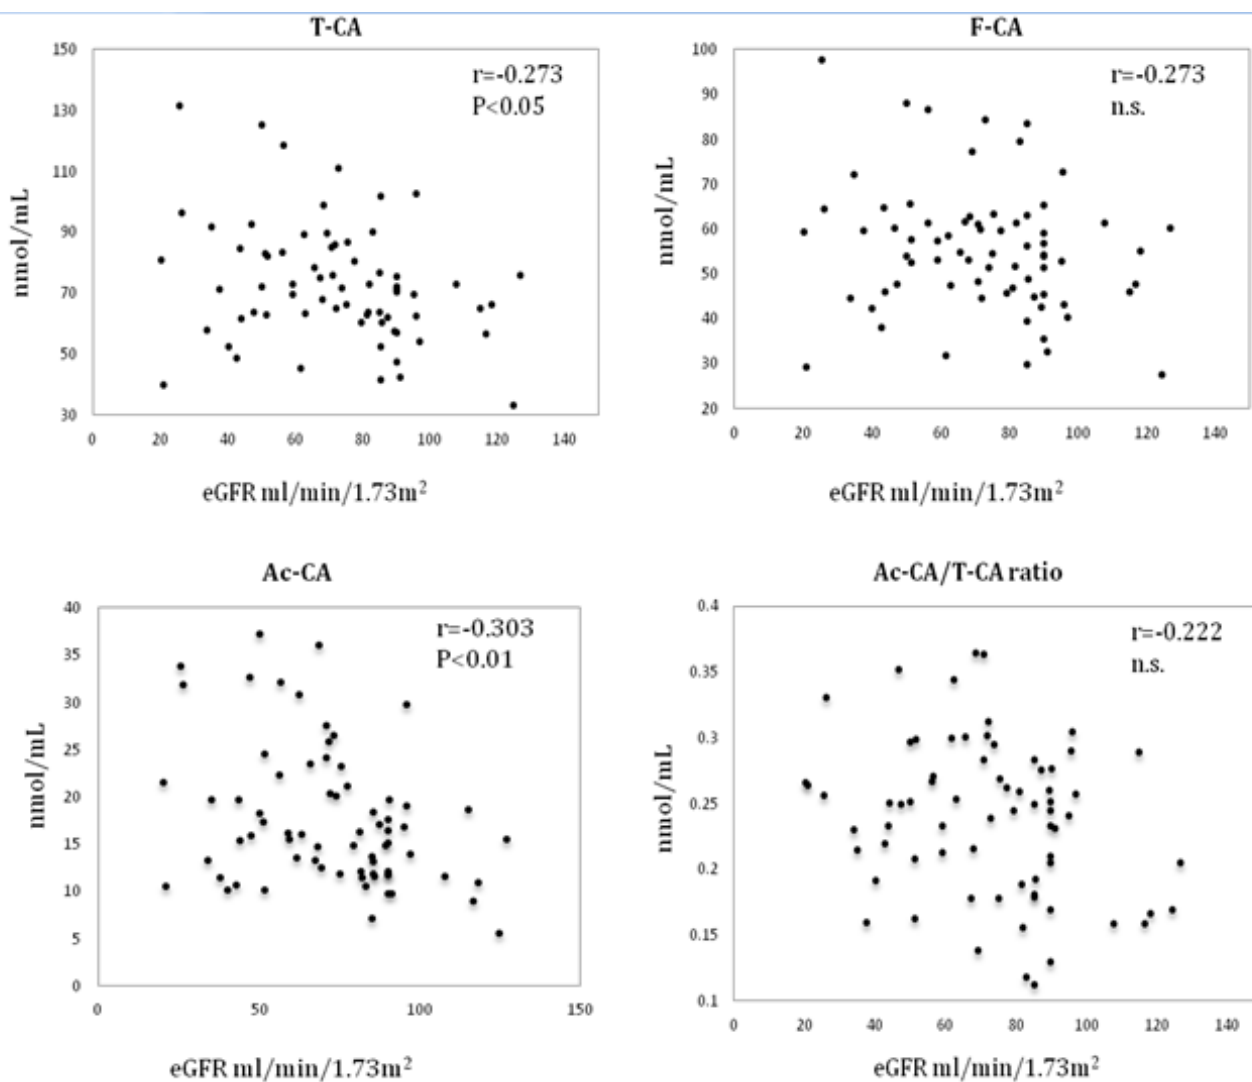 T-CA
150
130
110
90
70
50
30
nmol/mL
r=-0.273
P<0.05
0 20 40 60 80 100 120 140
eGFR ml/min/1.73m²
F-CA
100
90
80
70
60
50
40
30
20
nmol/mL
r=-0.273
n.s.
0 20 40 60 80 100 120 140
eGFR ml/min/1.73m²
Ac-CA
40
35
30
25
20
15
10
5
0
nmol/mL
r=-0.303
P<0.01
0 50 100 150
eGFR ml/min/1.73m²
Ac-CA/T-CA ratio
0.4
0.35
0.3
0.25
0.2
0.15
0.1
nmol/mL
r=-0.222
n.s.
0 20 40 60 80 100 120 140
eGFR ml/min/1.73m²